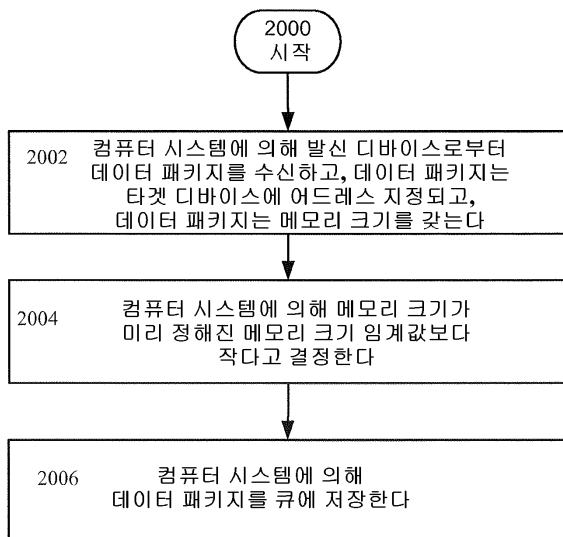 2000
시작
2002 컴퓨터 시스템에 의해 발신 디바이스로부터
데이터 패키지를 수신하고, 데이터 패키지는
타겟 디바이스에 어드레스 지정되고,
데이터 패키지는 메모리 크기를 갖는다
2004 컴퓨터 시스템에 의해 메모리 크기가
미리 정해진 메모리 크기 임계값보다
작다고 결정한다
2006 컴퓨터 시스템에 의해
데이터 패키지를 큐에 저장한다